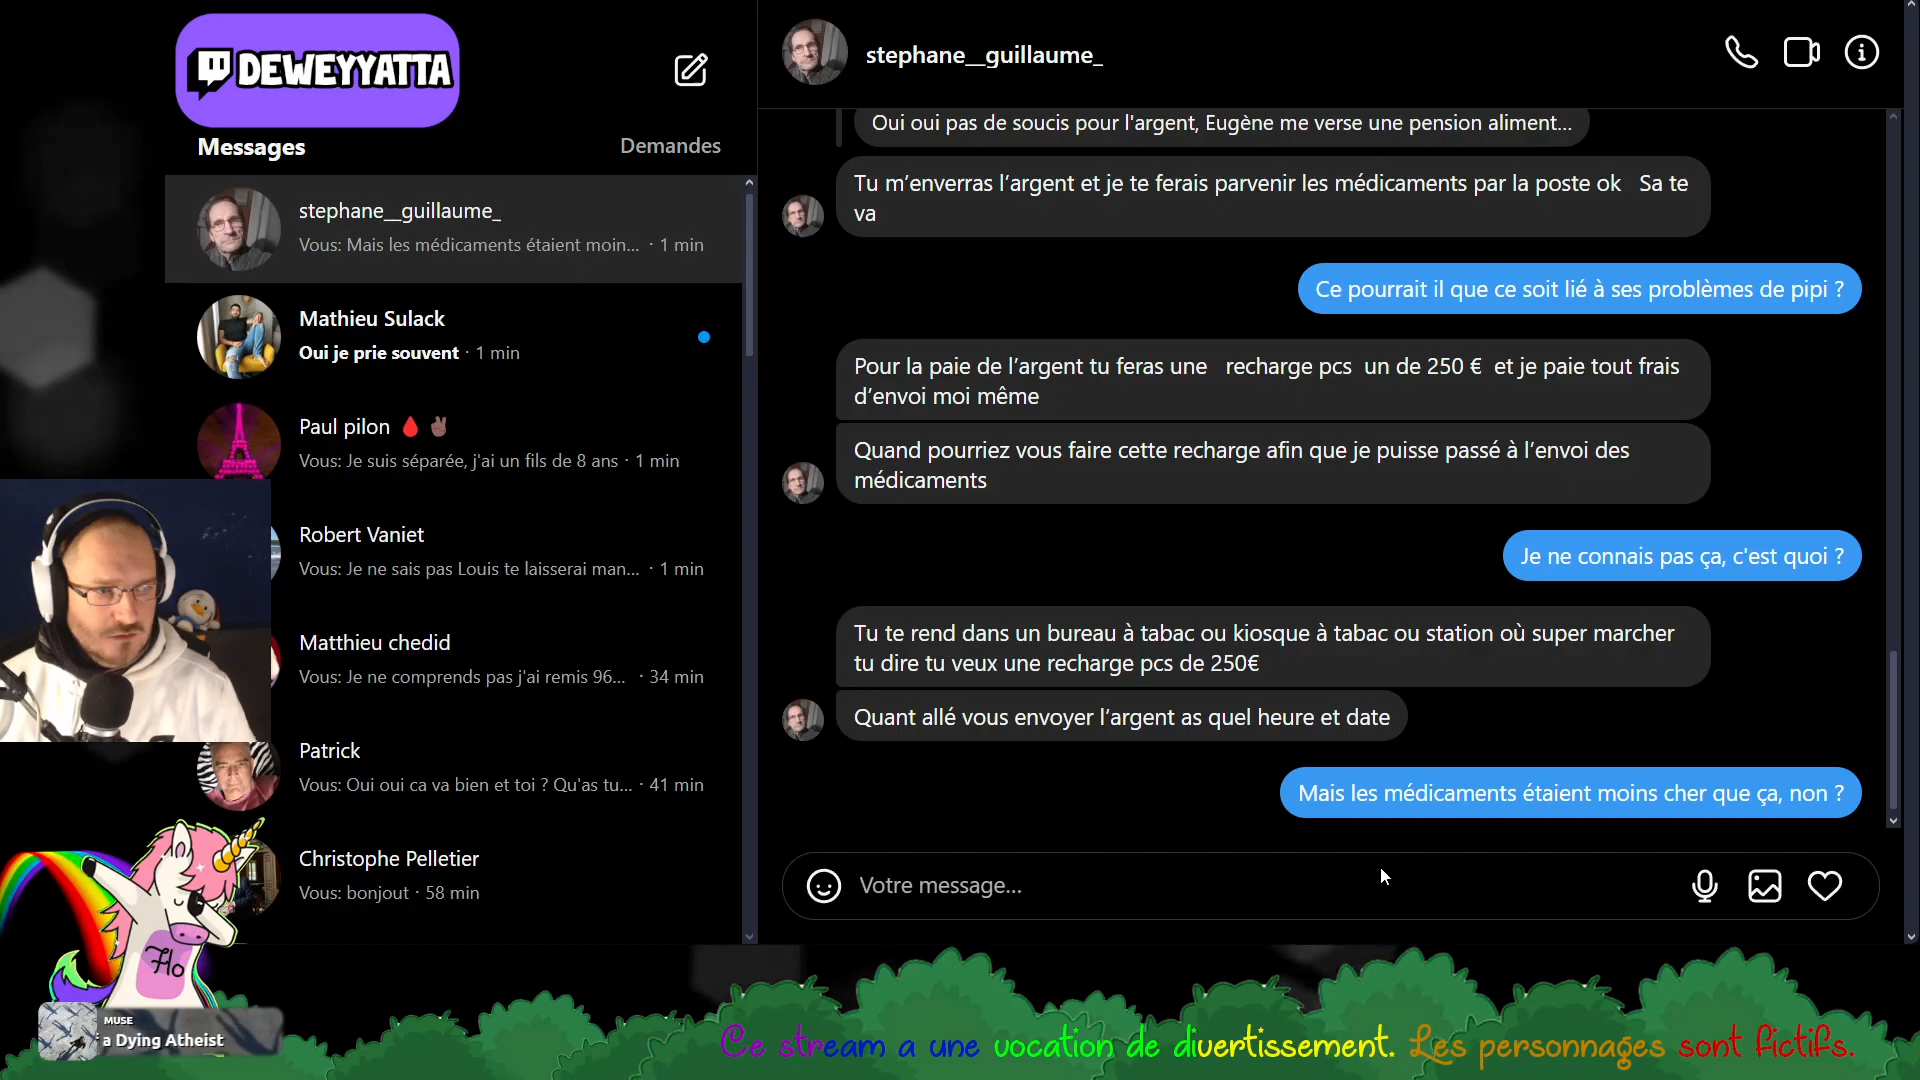 DEWEYYATTA
Messages
Demandes
stephane__guillaume_
Vous: Mais les médicaments étaient moin... · 1 min
Mathieu Sulack
Oui je prie souvent · 1 min
Paul pilon
Vous: Je suis séparée, j'ai un fils de 8 ans · 1 min
Robert Vaniet
Vous: Je ne sais pas Louis te laisserai man... · 1 min
Matthieu chedid
Vous: Je ne comprends pas j'ai remis 96... · 34 min
Patrick
Vous: Oui oui ca va bien et toi ? Qu'as tu... · 41 min
Christophe Pelletier
Vous: bonjout · 58 min
stephane__guillaume_
Oui oui pas de soucis pour l'argent, Eugène me verse une pension aliment...
Tu m’enverras l’argent et je te ferais parvenir les médicaments par la poste ok Sa te
va
Ce pourrait il que ce soit lié à ses problèmes de pipi ?
Pour la paie de l’argent tu feras une recharge pcs un de 250 € et je paie tout frais
d’envoi moi même
Quand pourriez vous faire cette recharge afin que je puisse passé à l’envoi des
médicaments
Je ne connais pas ça, c'est quoi ?
Tu te rend dans un bureau à tabac ou kiosque à tabac ou station où super marcher
tu dire tu veux une recharge pcs de 250€
Quant allé vous envoyer l’argent as quel heure et date
Mais les médicaments étaient moins cher que ça, non ?
Votre message...
Flo
MUSE
a Dying Atheist
Ce stream a une vocation de divertissement. Les personnages sont fictifs.